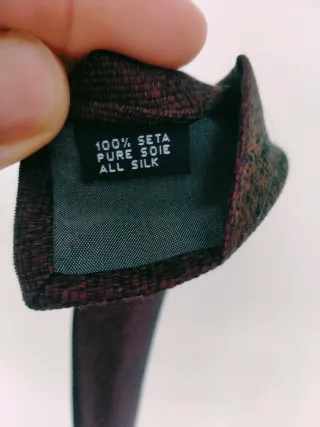 100% SETA
PURE SOIE
ALL SILK